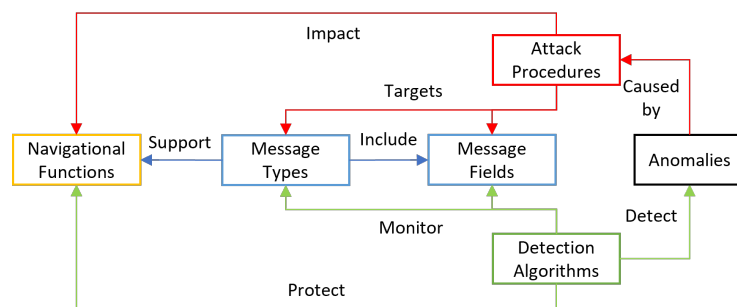 Impact
Attack
Procedures
Targets
Caused
by
Navigational
Functions
Support
Message
Types
Include
Message
Fields
Anomalies
Monitor
Detect
Detection
Algorithms
Protect